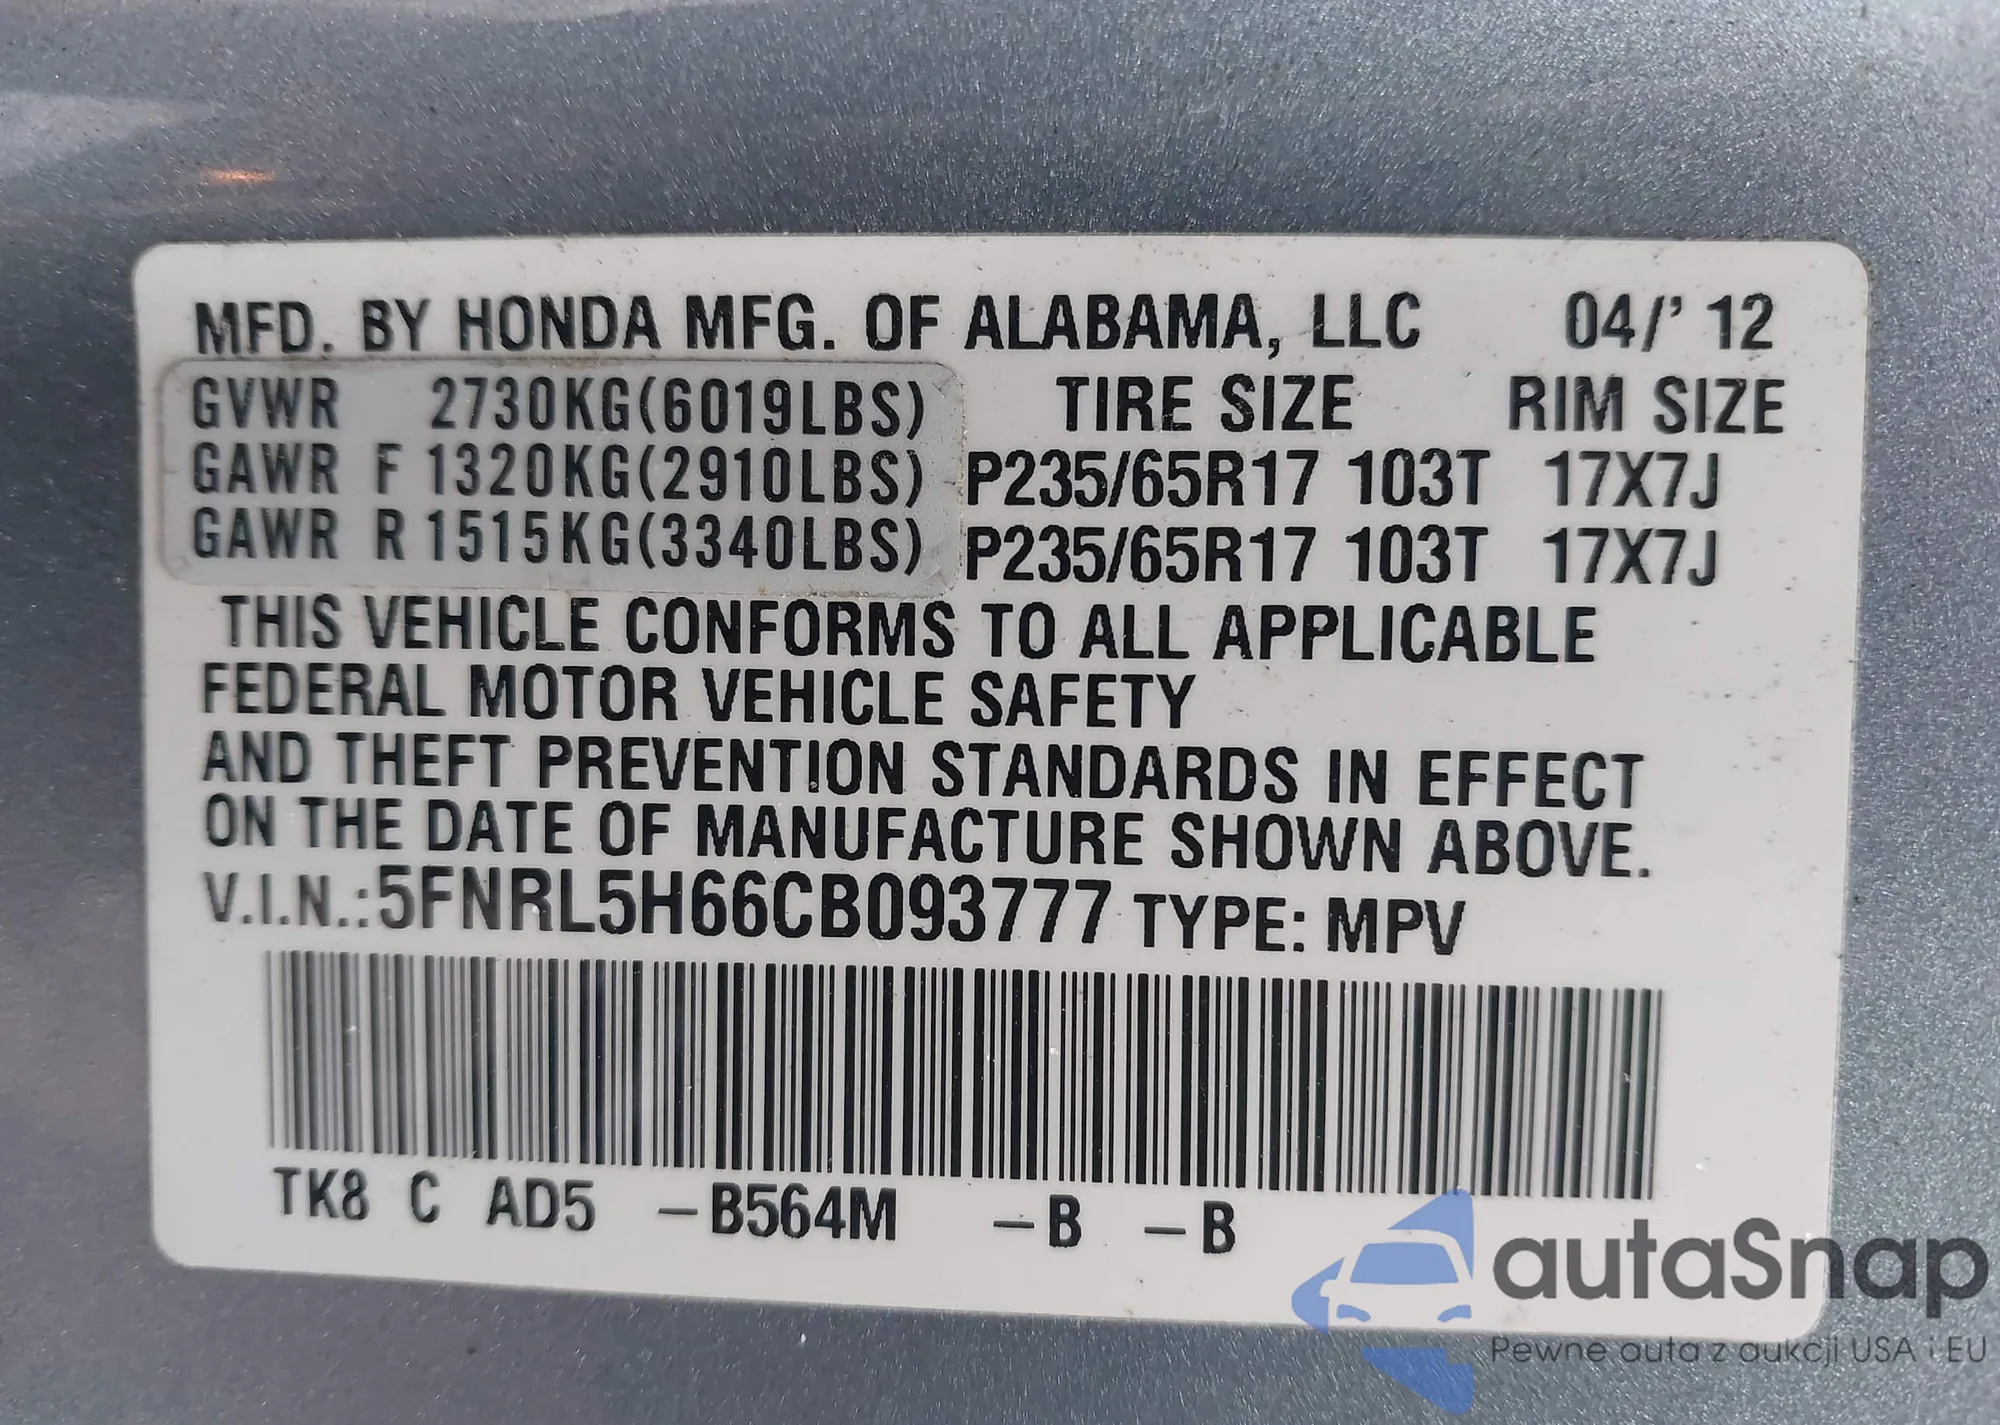 MFD. BY HONDA MFG. OF ALABAMA, LLC 04/'12
GVWR 2730KG(6019LBS) TIRE SIZE RIM SIZE
GAWR F 1320KG(2910LBS) P235/65R17 103T 17X7J
GAWR R 1515KG(3340LBS) P235/65R17 103T 17X7J
THIS VEHICLE CONFORMS TO ALL APPLICABLE
FEDERAL MOTOR VEHICLE SAFETY
AND THEFT PREVENTION STANDARDS IN EFFECT
ON THE DATE OF MANUFACTURE SHOWN ABOVE.
V.I.N.:5FNRL5H66CB093777 TYPE: MPV
TK8 C AD5 -B564M -B -B
autaSnap
Pewne auta z aukcji USA i EU